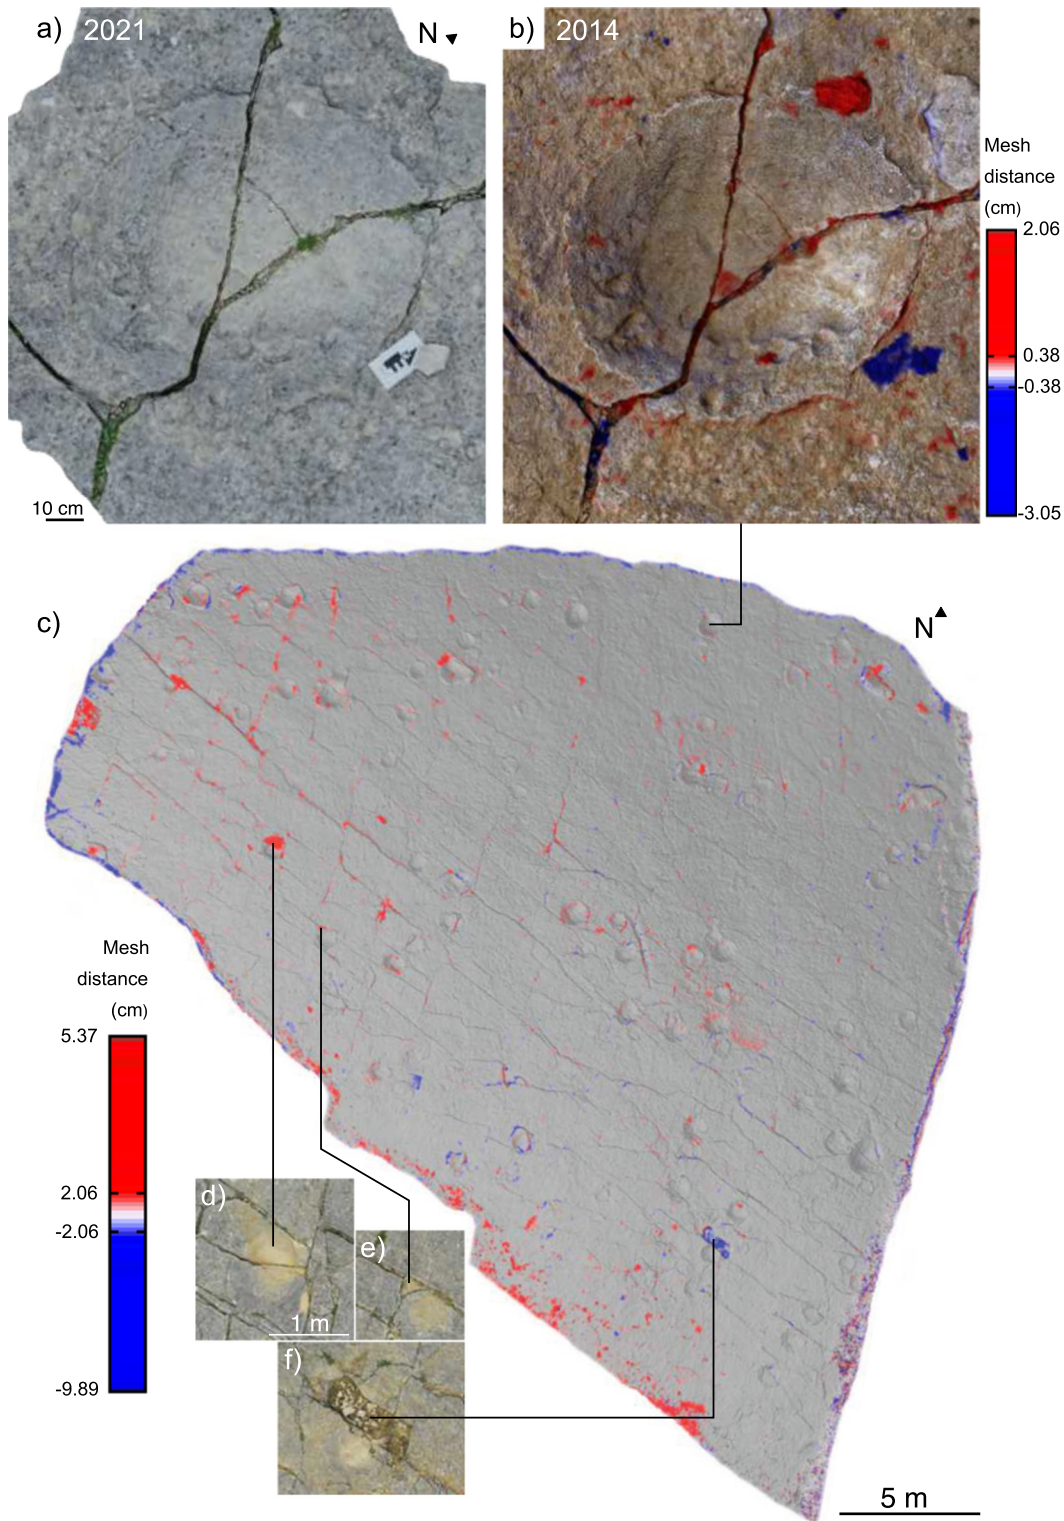 a) 2021
N
b) 2014
Mesh
distance
(cm)
2.06
0.38
-0.38
-3.05
10 cm
c)
N
Mesh
distance
(cm)
5.37
2.06
-2.06
-9.89
d)
e)
1 m
f)
5 m